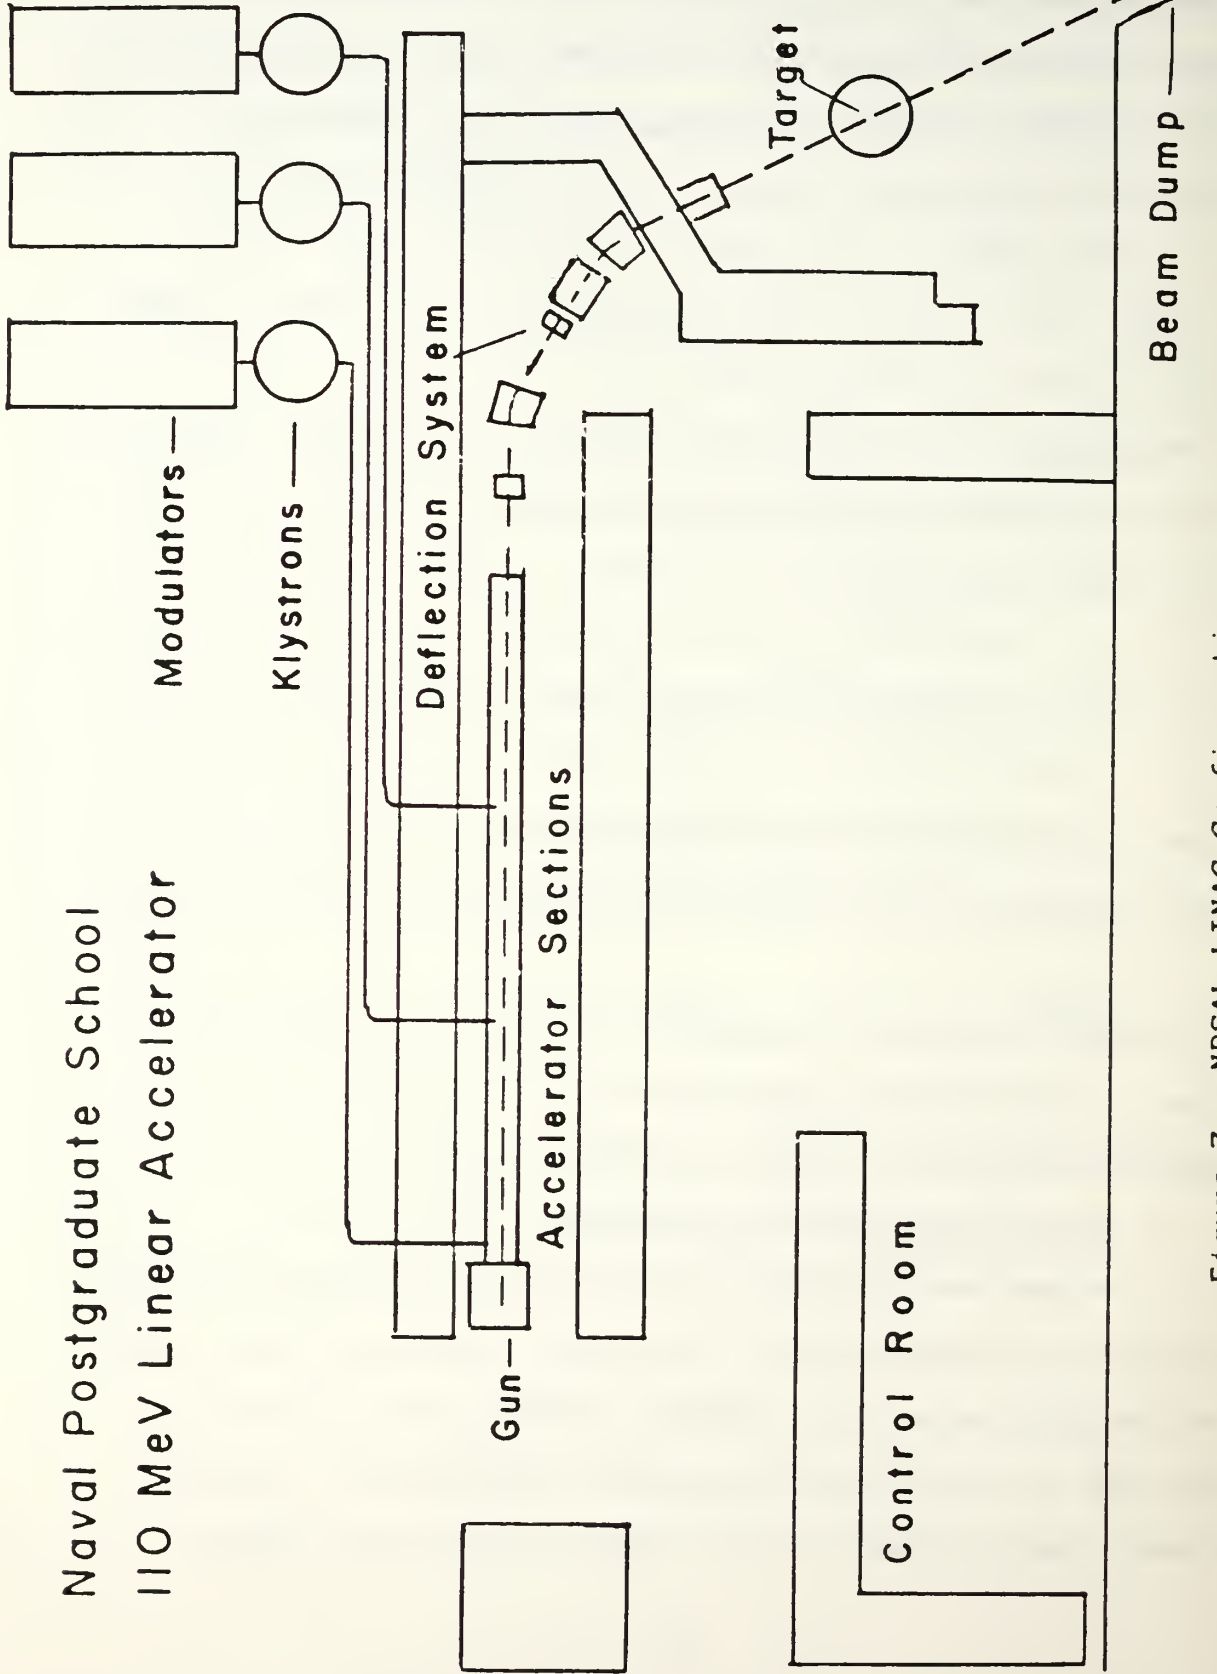 Naval Postgraduate School
110 MeV Linear Accelerator
Modulators
Klystrons
Deflection System
Gun
Accelerator Sections
Target
Control Room
Beam Dump